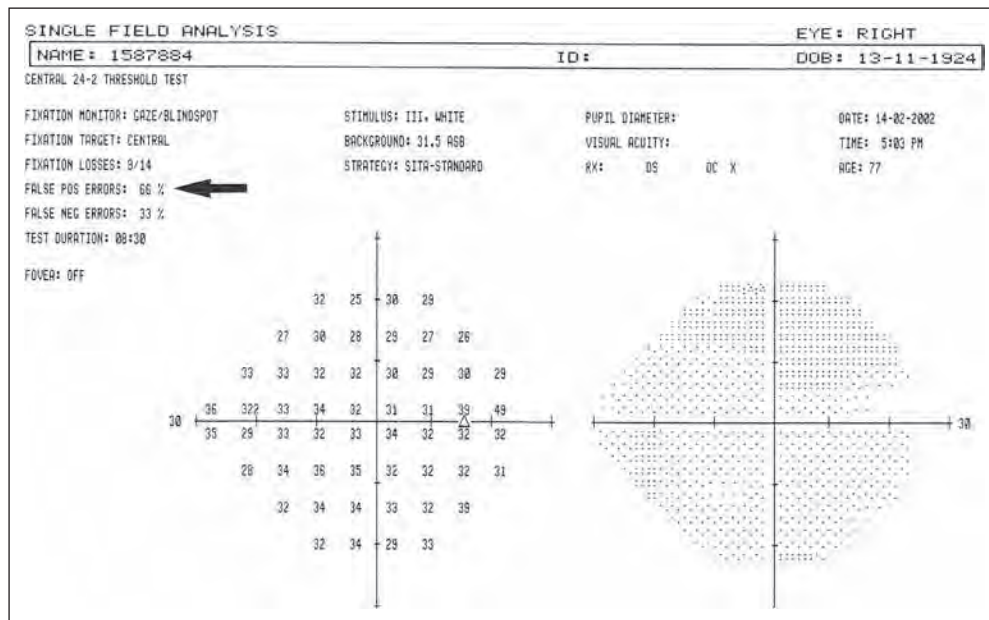 SINGLE FIELD ANALYSIS EYE: RIGHT
NAME: 1587884 ID: DOB: 13-11-1924
CENTRAL 24-2 THRESHOLD TEST
FIXATION MONITOR: GAZE/BLINDSPOT STIMULUS: III, WHITE PUPIL DIAMETER: DATE: 14-02-2002
FIXATION TARGET: CENTRAL BACKGROUND: 31.5 ASB VISUAL ACUITY: TIME: 5:03 PM
FIXATION LOSSES: 9/14 STRATEGY: SITA-STANDARD RX: DS DC X AGE: 77
FALSE POS ERRORS: 66 %
FALSE NEG ERRORS: 33 %
TEST DURATION: 08:30
FOVEA: OFF
32 25 30 29
27 30 28 29 27 26
33 33 32 32 30 29 30 29
36 322 33 34 32 31 31 39 49
30 30
35 29 33 32 33 34 32 32 32
28 34 36 35 32 32 32 31
32 34 34 33 32 39
32 34 29 33